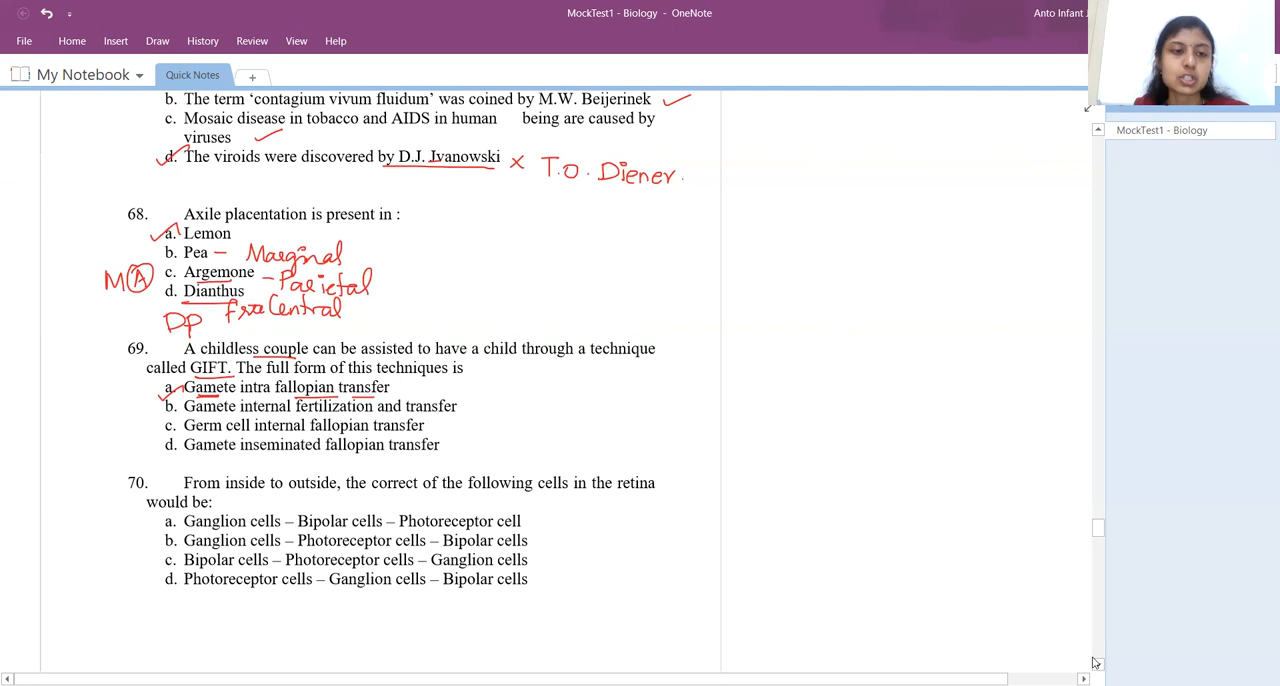 MockTest1 - Biology - OneNote
Anto Infant J
File Home Insert Draw History Review View Help
My Notebook
Quick Notes
MockTest1 - Biology
b. The term ‘contagium vivum fluidum’ was coined by M.W. Beijerinek
c. Mosaic disease in tobacco and AIDS in human being are caused by
viruses
d. The viroids were discovered by D.J. Ivanowski × T.O. Diener.
68. Axile placentation is present in :
a. Lemon
b. Pea – Marginal
M(A) c. Argemone – Parietal
d. Dianthus
DP Free Central
69. A childless couple can be assisted to have a child through a technique
called GIFT. The full form of this techniques is
a. Gamete intra fallopian transfer
b. Gamete internal fertilization and transfer
c. Germ cell internal fallopian transfer
d. Gamete inseminated fallopian transfer
70. From inside to outside, the correct of the following cells in the retina
would be:
a. Ganglion cells – Bipolar cells – Photoreceptor cell
b. Ganglion cells – Photoreceptor cells – Bipolar cells
c. Bipolar cells – Photoreceptor cells – Ganglion cells
d. Photoreceptor cells – Ganglion cells – Bipolar cells